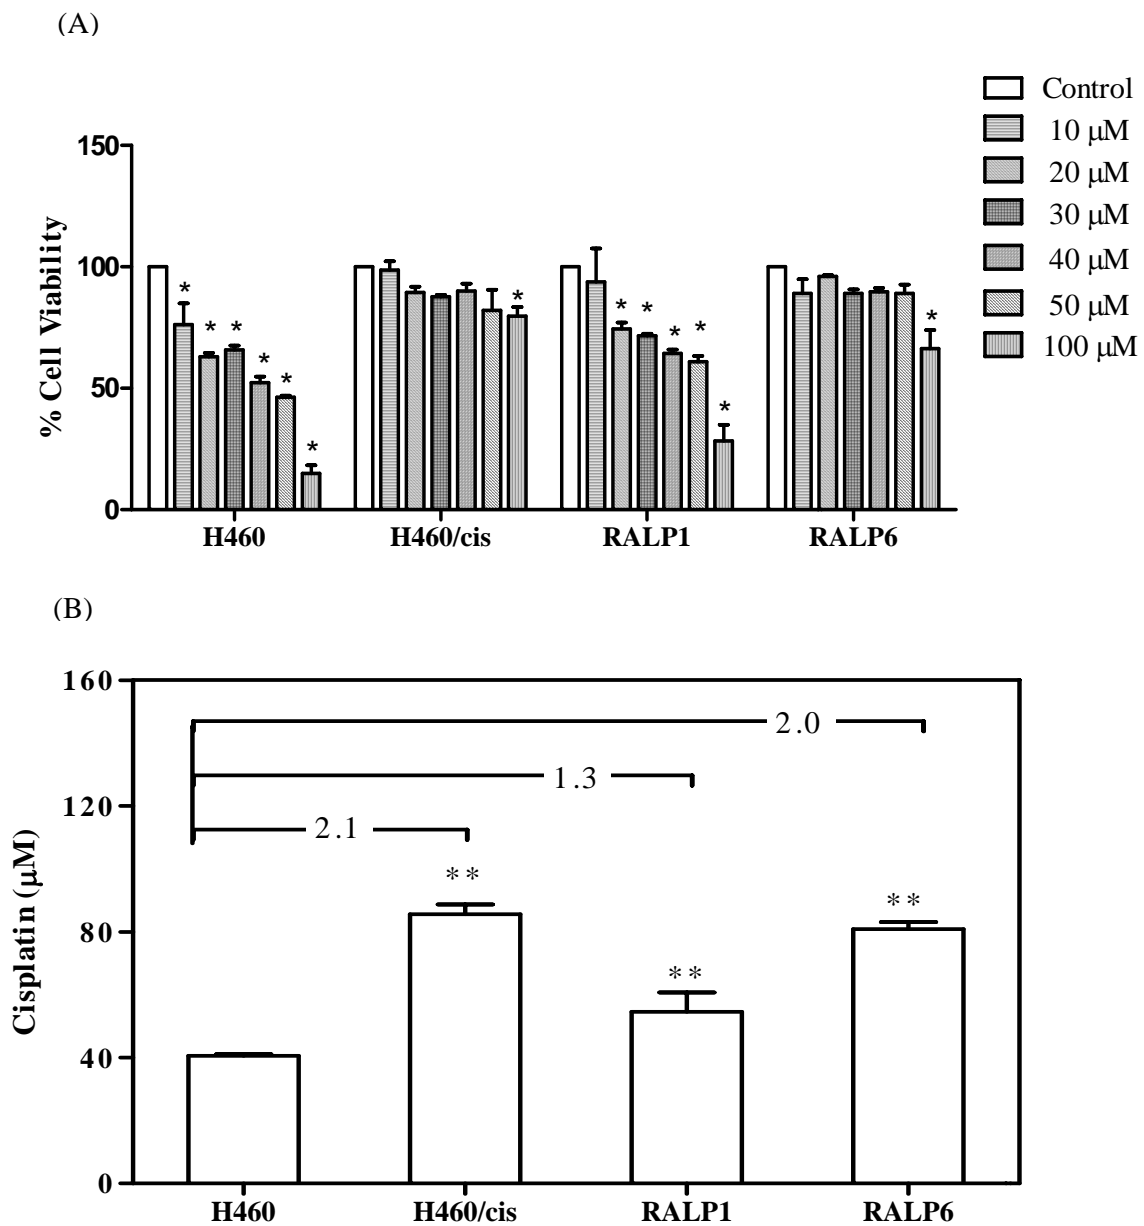 (A)
Control
10 μM
20 μM
30 μM
40 μM
50 μM
100 μM
% Cell Viability
150
100
50
0
* * * * * *
*
* * * * *
*
H460 H460/cis RALP1 RALP6
(B)
Cisplatin (μM)
160
120
80
40
0
2.0
1.3
2.1
**
**
**
H460 H460/cis RALP1 RALP6